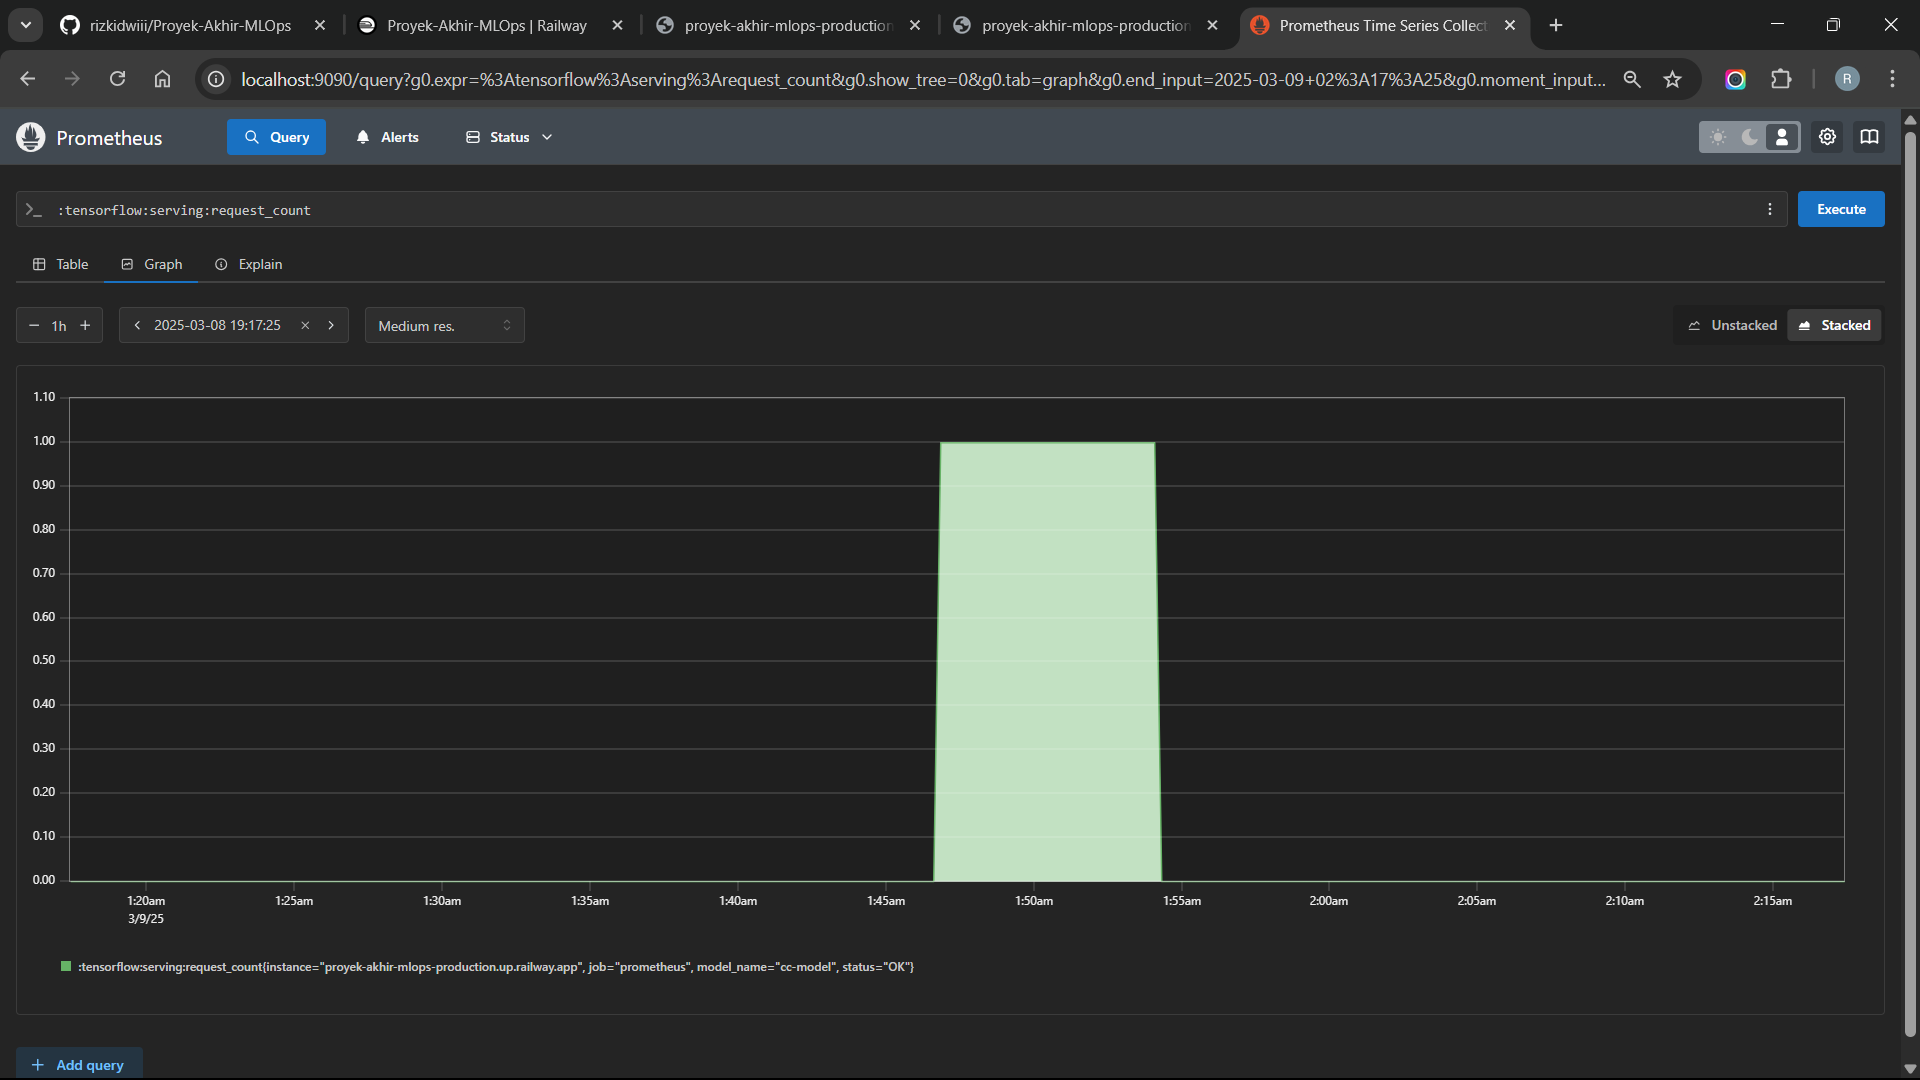 rizkidwiii/Proyek-Akhir-MLOps
Proyek-Akhir-MLOps | Railway
proyek-akhir-mlops-production
proyek-akhir-mlops-production
Prometheus Time Series Collect
localhost:9090/query?g0.expr=%3Atensorflow%3Aserving%3Arequest_count&g0.show_tree=0&g0.tab=graph&g0.end_input=2025-03-09+02%3A17%3A25&g0.moment_input...
R
Prometheus
Query
Alerts
Status
>_ :tensorflow:serving:request_count
Execute
Table
Graph
Explain
1h
2025-03-08 19:17:25
Medium res.
Unstacked
Stacked
1.10
1.00
0.90
0.80
0.70
0.60
0.50
0.40
0.30
0.20
0.10
0.00
1:20am 1:25am 1:30am 1:35am 1:40am 1:45am 1:50am 1:55am 2:00am 2:05am 2:10am 2:15am
3/9/25
:tensorflow:serving:request_count{instance="proyek-akhir-mlops-production.up.railway.app", job="prometheus", model_name="cc-model", status="OK"}
+ Add query